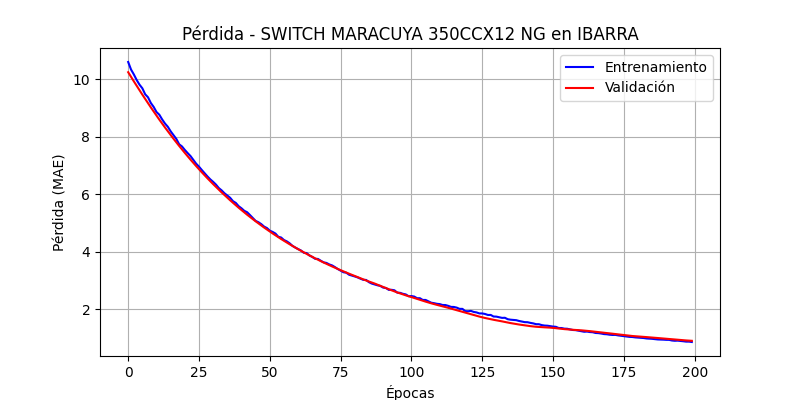 Pérdida - SWITCH MARACUYA 350CCX12 NG en IBARRA
Entrenamiento
Validación
Pérdida (MAE)
10
8
6
4
2
0 25 50 75 100 125 150 175 200
Épocas